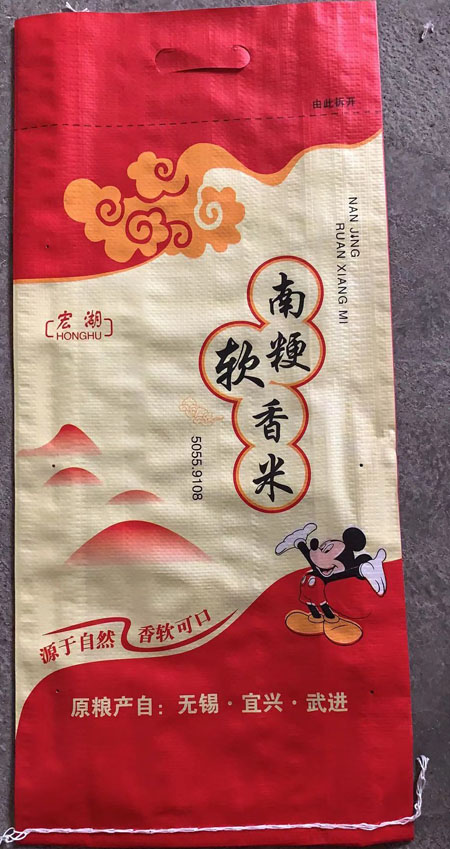 由此拆开
NAN JING
RUAN XIANG MI
南粳
软香米
宏湖
HONGHU
5055.9108
源于自然 香软可口
原粮产自：无锡·宜兴·武进